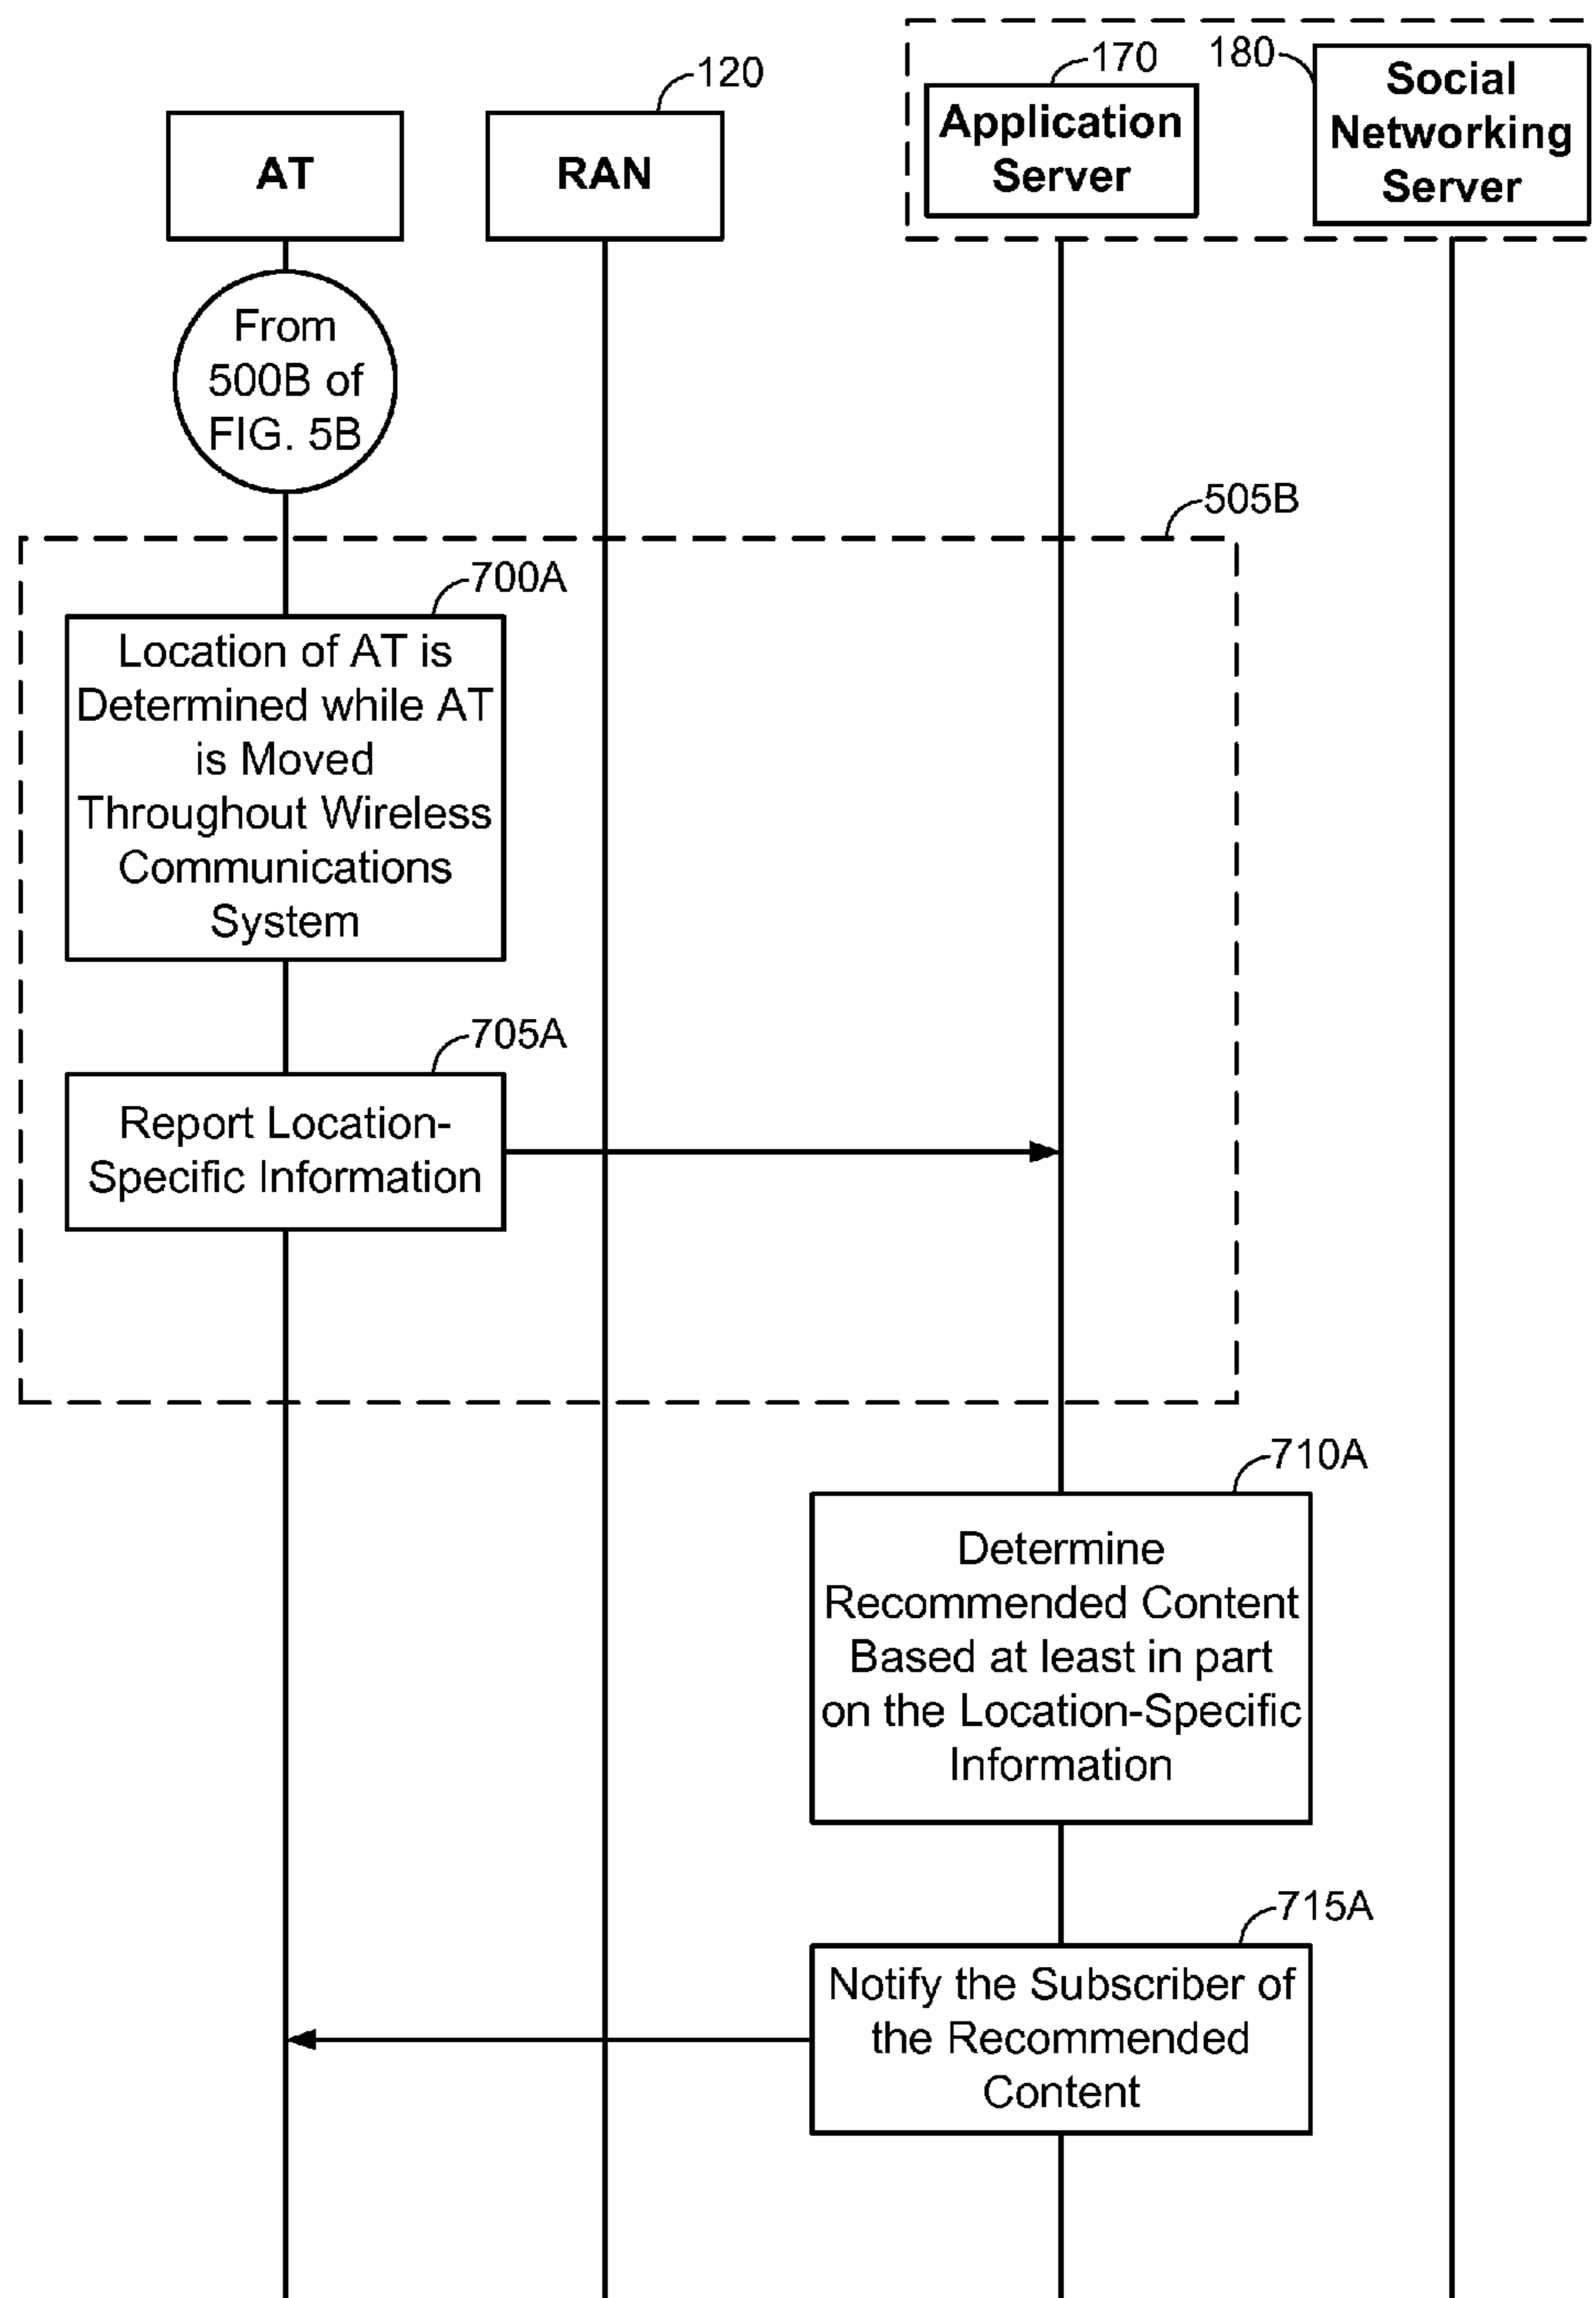 120
170
180
AT
RAN
Application
Server
Social
Networking
Server
From
500B of
FIG. 5B
505B
700A
Location of AT is
Determined while AT
is Moved
Throughout Wireless
Communications
System
705A
Report Location-
Specific Information
710A
Determine
Recommended Content
Based at least in part
on the Location-Specific
Information
715A
Notify the Subscriber of
the Recommended
Content